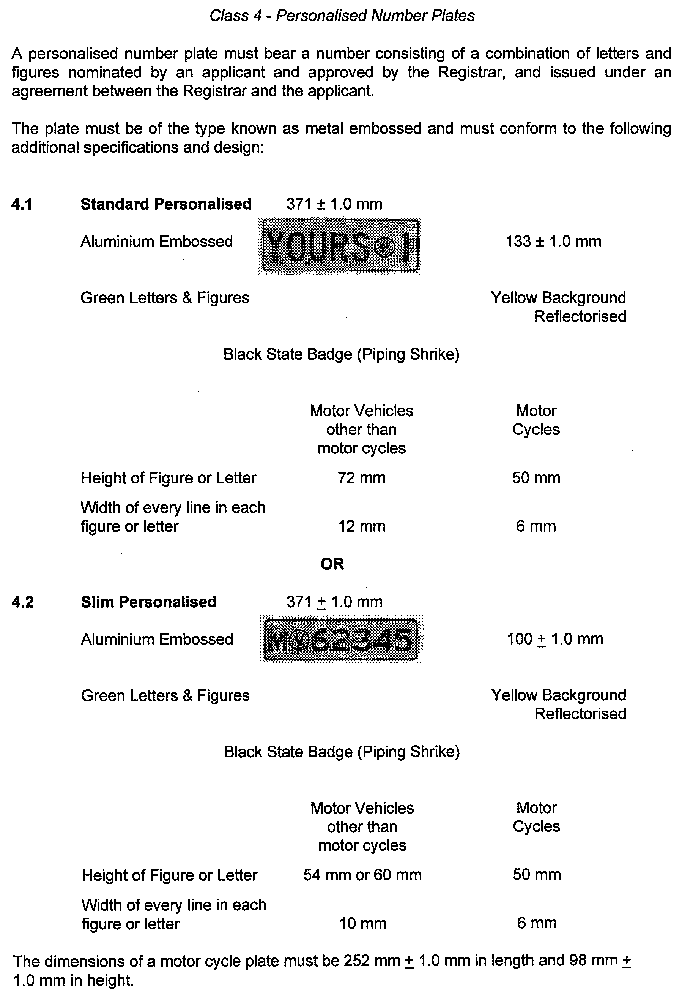 Class 4 - Personalised Number Plates
A personalised number plate must bear a number consisting of a combination of letters and
figures nominated by an applicant and approved by the Registrar, and issued under an
agreement between the Registrar and the applicant.
The plate must be of the type known as metal embossed and must conform to the following
additional specifications and design:
4.1 Standard Personalised 371 ± 1.0 mm
Aluminium Embossed YOURS 1 133 ± 1.0 mm
Green Letters & Figures Yellow Background
Reflectorised
Black State Badge (Piping Shrike)
Motor Vehicles Motor
other than Cycles
motor cycles
Height of Figure or Letter 72 mm 50 mm
Width of every line in each
figure or letter 12 mm 6 mm
OR
4.2 Slim Personalised 371 ± 1.0 mm
Aluminium Embossed M 62345 100 ± 1.0 mm
Green Letters & Figures Yellow Background
Reflectorised
Black State Badge (Piping Shrike)
Motor Vehicles Motor
other than Cycles
motor cycles
Height of Figure or Letter 54 mm or 60 mm 50 mm
Width of every line in each
figure or letter 10 mm 6 mm
The dimensions of a motor cycle plate must be 252 mm ± 1.0 mm in length and 98 mm ±
1.0 mm in height.